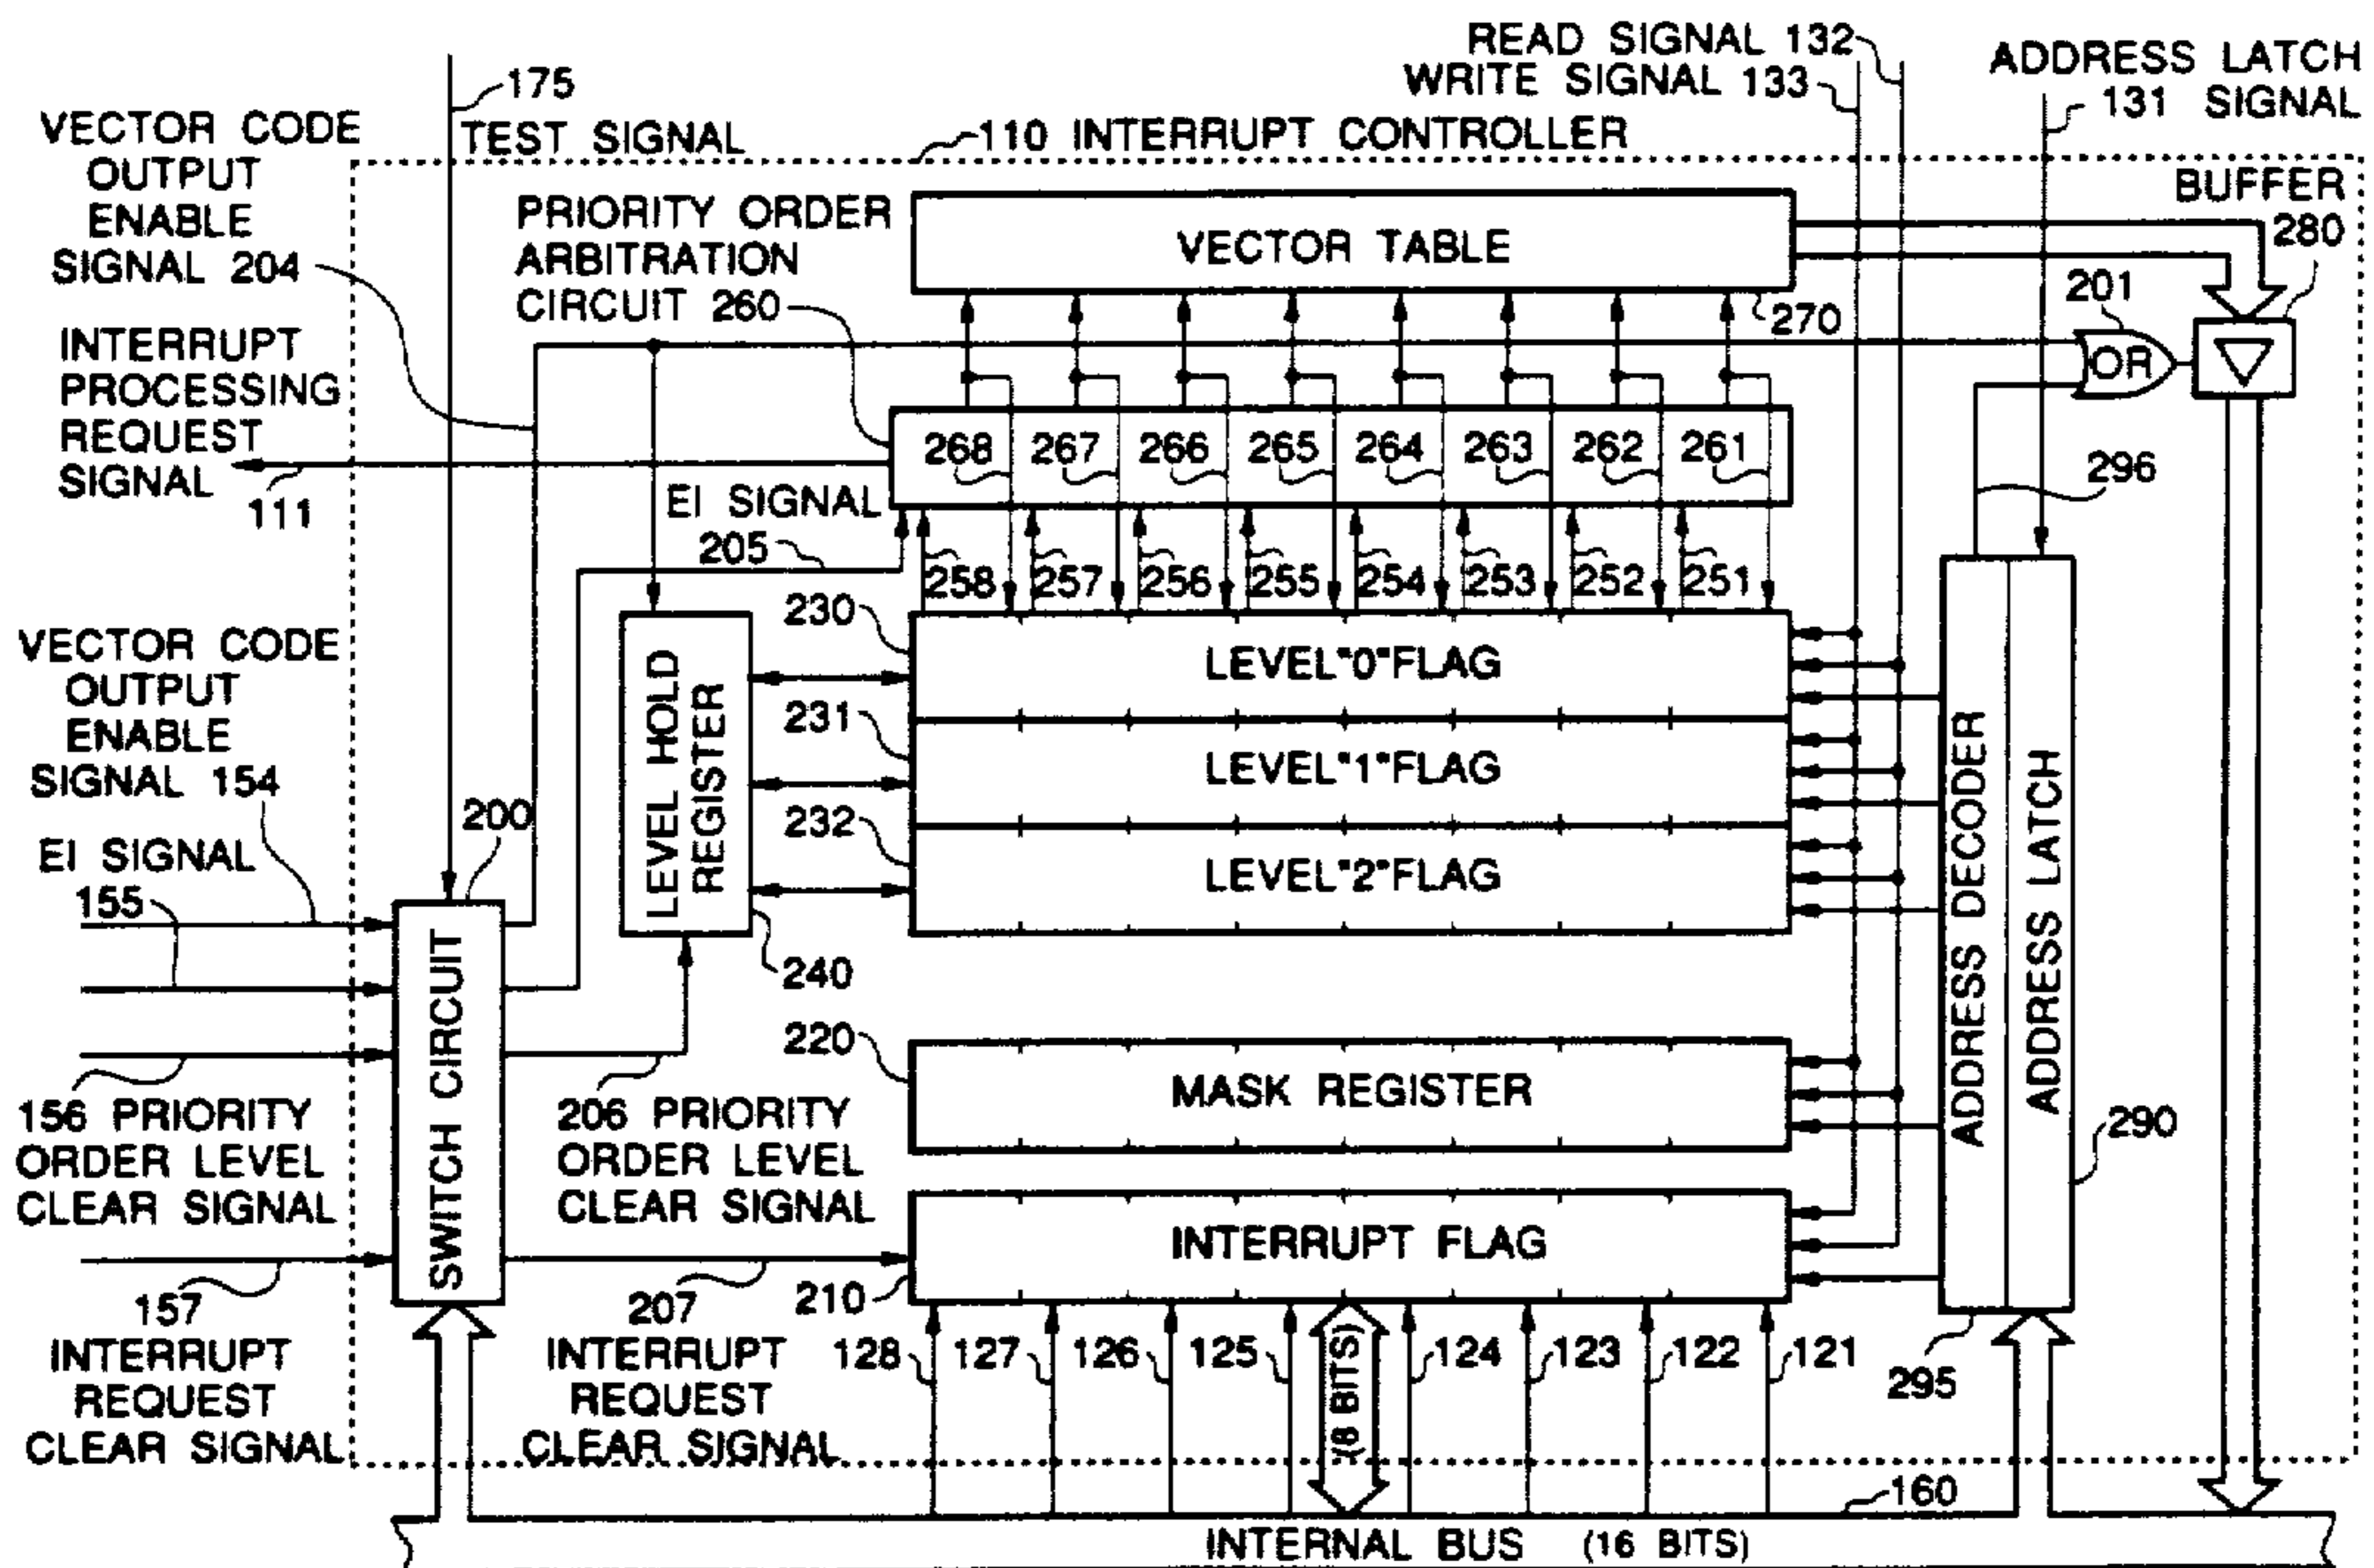 READ SIGNAL 132
WRITE SIGNAL 133
ADDRESS LATCH
131 SIGNAL
175
TEST SIGNAL
110 INTERRUPT CONTROLLER
VECTOR CODE
OUTPUT
ENABLE
SIGNAL 204
PRIORITY ORDER
ARBITRATION
CIRCUIT 260
VECTOR TABLE
270
BUFFER
280
201
OR
INTERRUPT
PROCESSING
REQUEST
SIGNAL
111
268 267 266 265 264 263 262 261
296
EI SIGNAL
205
258 257 256 255 254 253 252 251
230
LEVEL"0"FLAG
231
LEVEL"1"FLAG
232
LEVEL"2"FLAG
LEVEL HOLD
REGISTER
240
VECTOR CODE
OUTPUT
ENABLE
SIGNAL 154
200
EI SIGNAL
155
SWITCH CIRCUIT
ADDRESS DECODER
ADDRESS LATCH
290
220
MASK REGISTER
156 PRIORITY
ORDER LEVEL
CLEAR SIGNAL
206 PRIORITY
ORDER LEVEL
CLEAR SIGNAL
INTERRUPT FLAG
210
157
INTERRUPT
REQUEST
CLEAR SIGNAL
207
INTERRUPT
REQUEST
CLEAR SIGNAL
128 127 126 125 (8 BITS) 124 123 122 121
295
160
INTERNAL BUS (16 BITS)